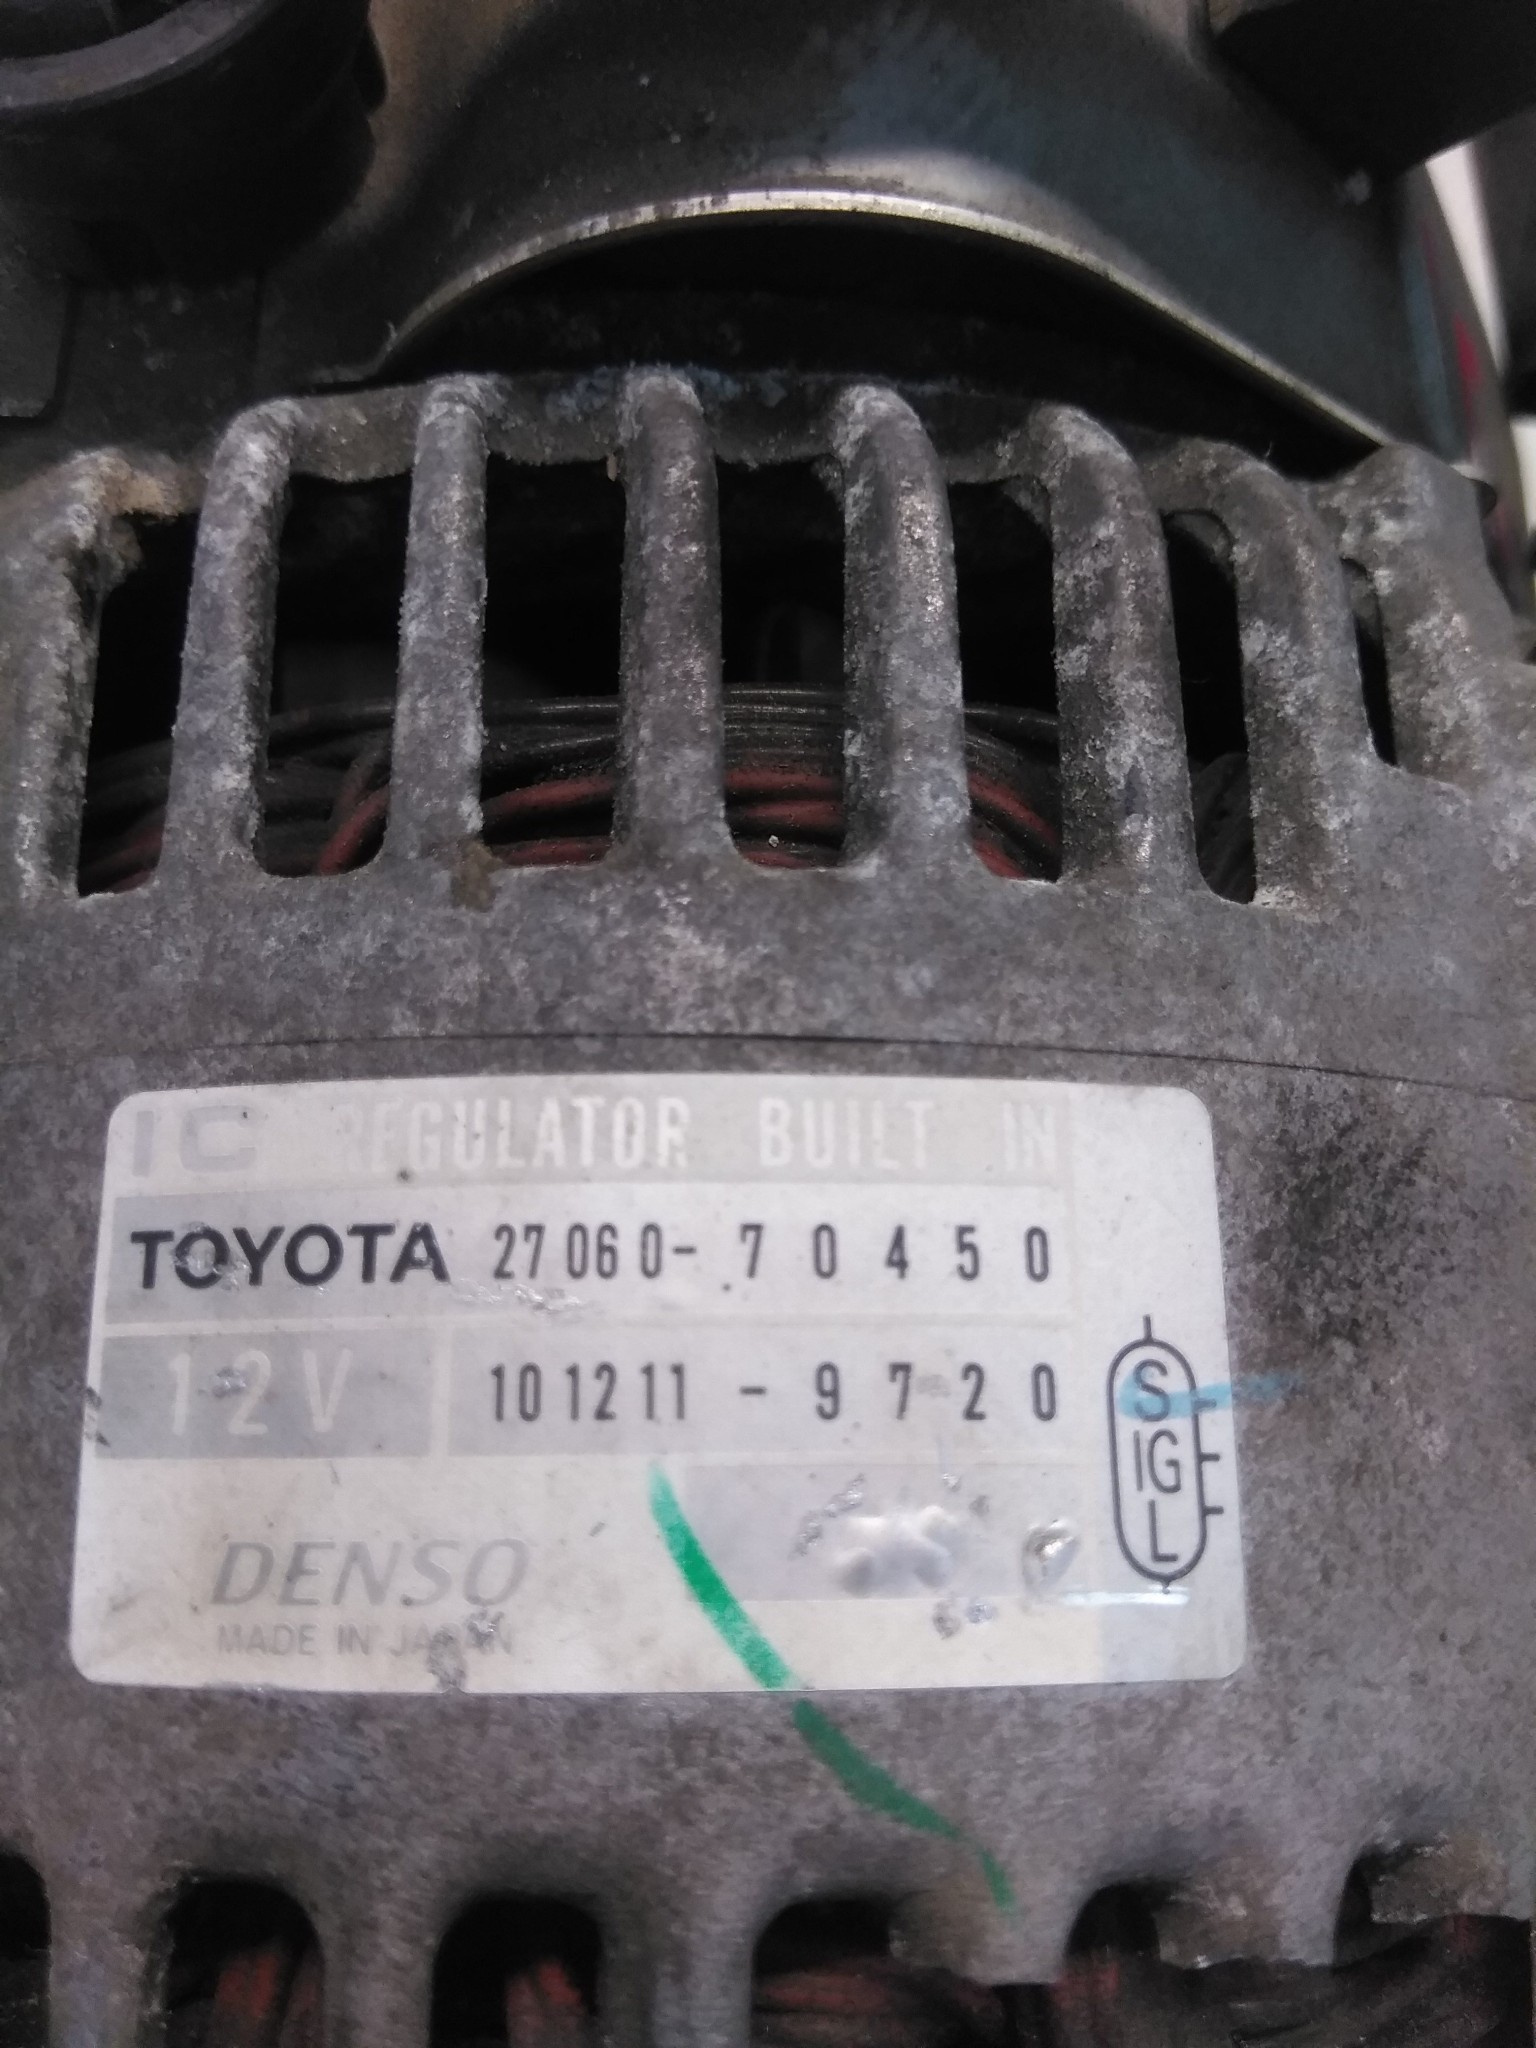 IC REGULATOR BUILT IN
TOYOTA 27060-70450
12V 101211-9720
S
IG
L
DENSO
MADE IN JAPAN